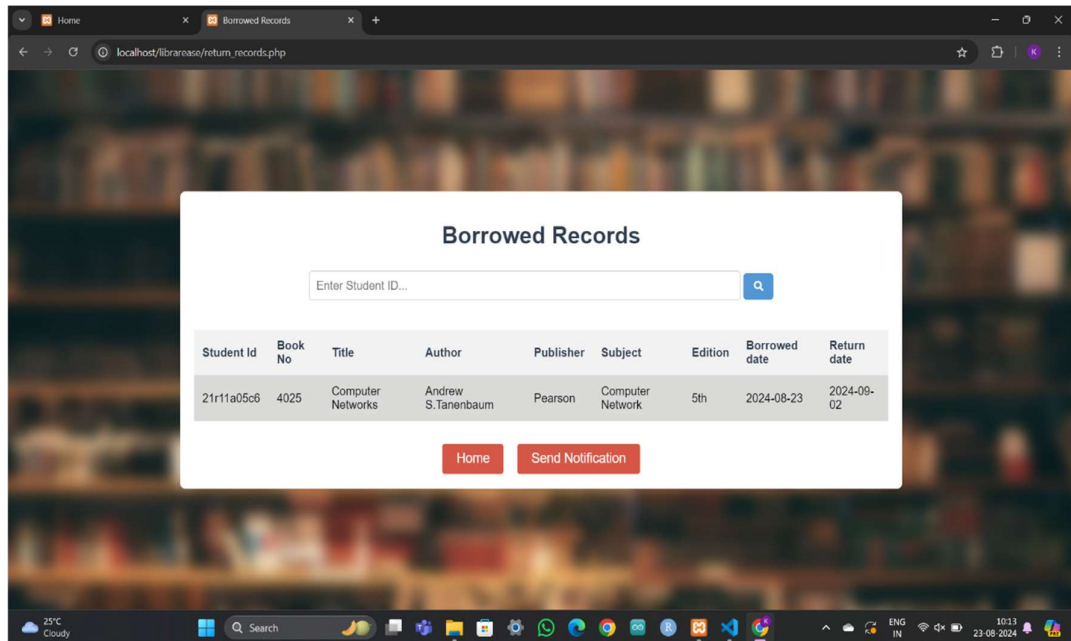 Home
Borrowed Records
localhost/librarease/return_records.php
K
Borrowed Records
Enter Student ID...
Student Id Book No Title Author Publisher Subject Edition Borrowed date Return date
21r11a05c6 4025 Computer Networks Andrew S.Tanenbaum Pearson Computer Network 5th 2024-08-23 2024-09-02
Home Send Notification
25°C
Cloudy
Search
R
K
ENG
IN
10:13
23-08-2024
PRE